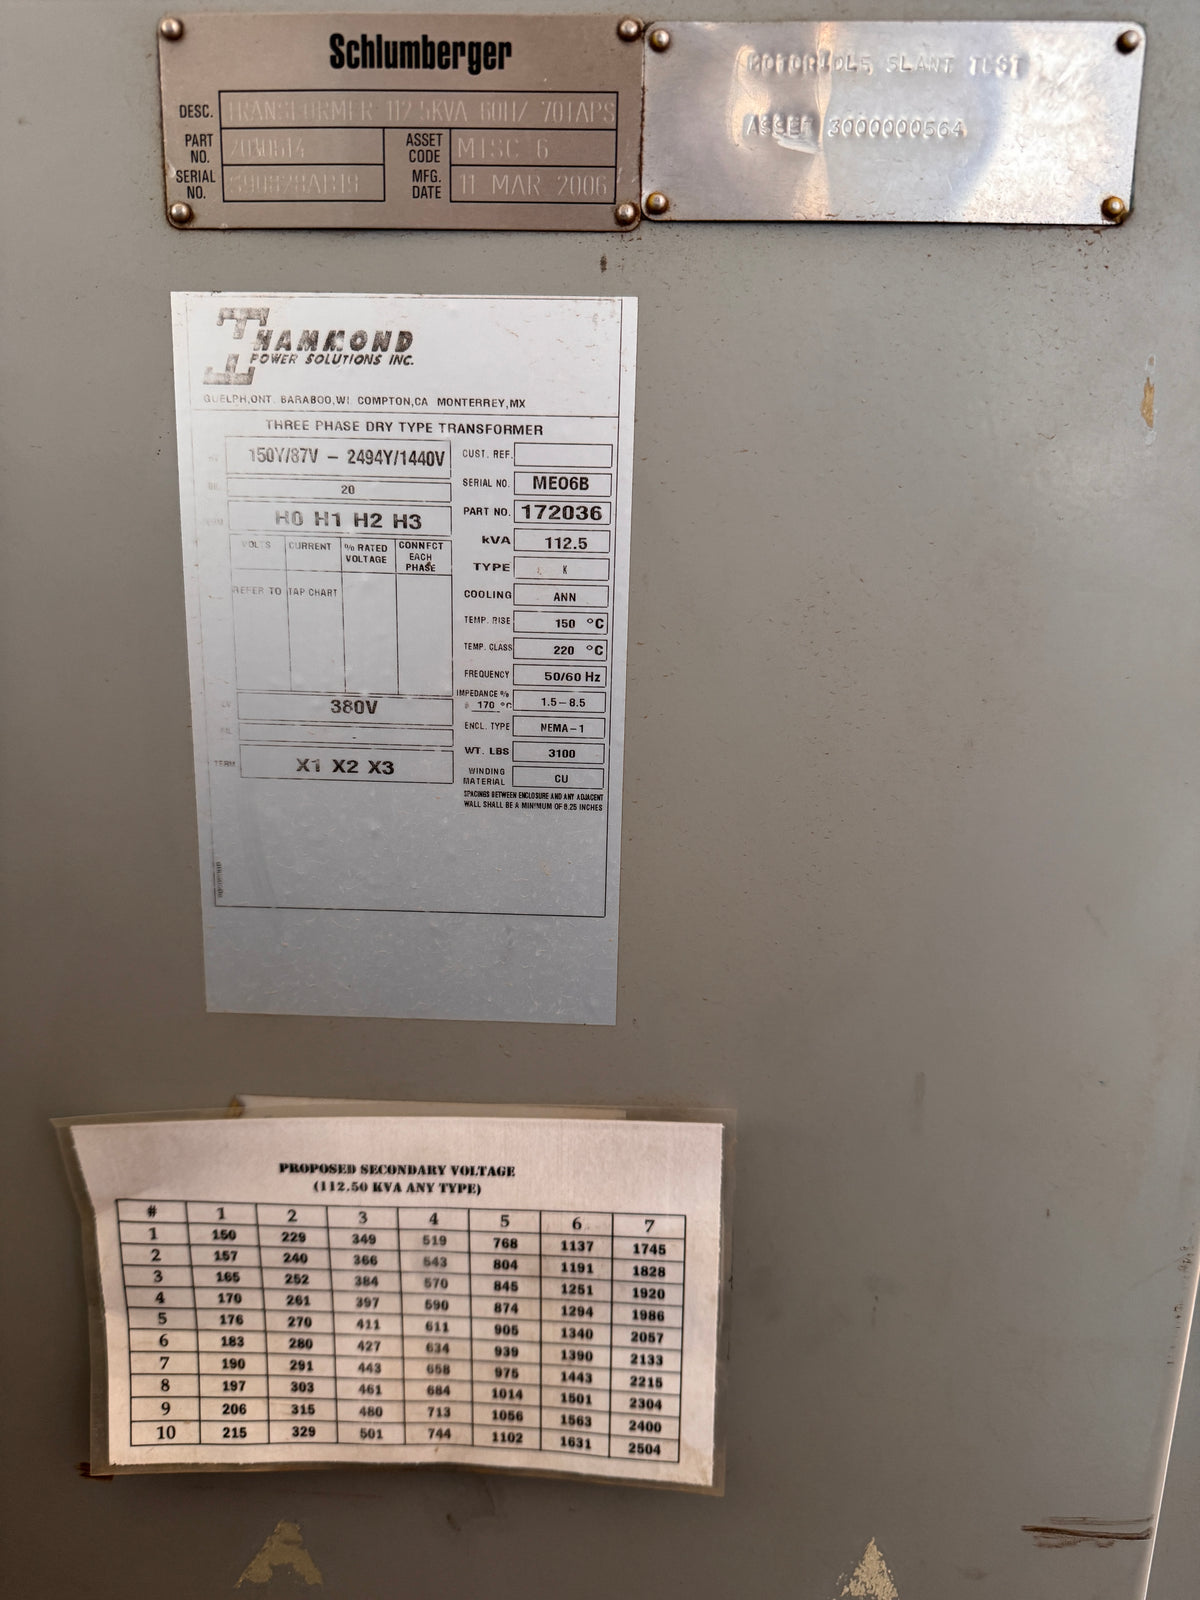 Schlumberger
DESC. TRANSFORMER 112.5KVA 60HZ 70TAPS
PART NO. ASSET CODE MISC 6
SERIAL NO. MFG. DATE 11 MAR 2006
SLANT TEST
ASSET 3000000564
HAMMOND
POWER SOLUTIONS INC.
GUELPH,ONT. BARABOO,WI. COMPTON,CA MONTERREY,MX
THREE PHASE DRY TYPE TRANSFORMER
150Y/87V – 2494Y/1440V
20
H0 H1 H2 H3
VOLTS CURRENT % RATED VOLTAGE CONNECT EACH PHASE
REFER TO TAP CHART
LV 380V
BIL -
TERM. X1 X2 X3
CUST. REF.
SERIAL NO. ME06B
PART NO. 172036
kVA 112.5
TYPE K
COOLING ANN
TEMP. RISE 150 °C
TEMP. CLASS 220 °C
FREQUENCY 50/60 Hz
IMPEDANCE % 170 °C 1.5–8.5
ENCL. TYPE NEMA–1
WT. LBS 3100
WINDING MATERIAL CU
SPACINGS BETWEEN ENCLOSURE AND ANY ADJACENT
WALL SHALL BE A MINIMUM OF 8.25 INCHES
PROPOSED SECONDARY VOLTAGE
(112.50 KVA ANY TYPE)
# 1 2 3 4 5 6 7
1 150 229 349 519 768 1137 1745
2 157 240 366 543 804 1191 1828
3 165 252 384 570 845 1251 1920
4 170 261 397 590 874 1294 1986
5 176 270 411 611 905 1340 2057
6 183 280 427 634 939 1390 2133
7 190 291 443 658 975 1443 2215
8 197 303 461 684 1014 1501 2304
9 206 315 480 713 1056 1563 2400
10 215 329 501 744 1102 1631 2504